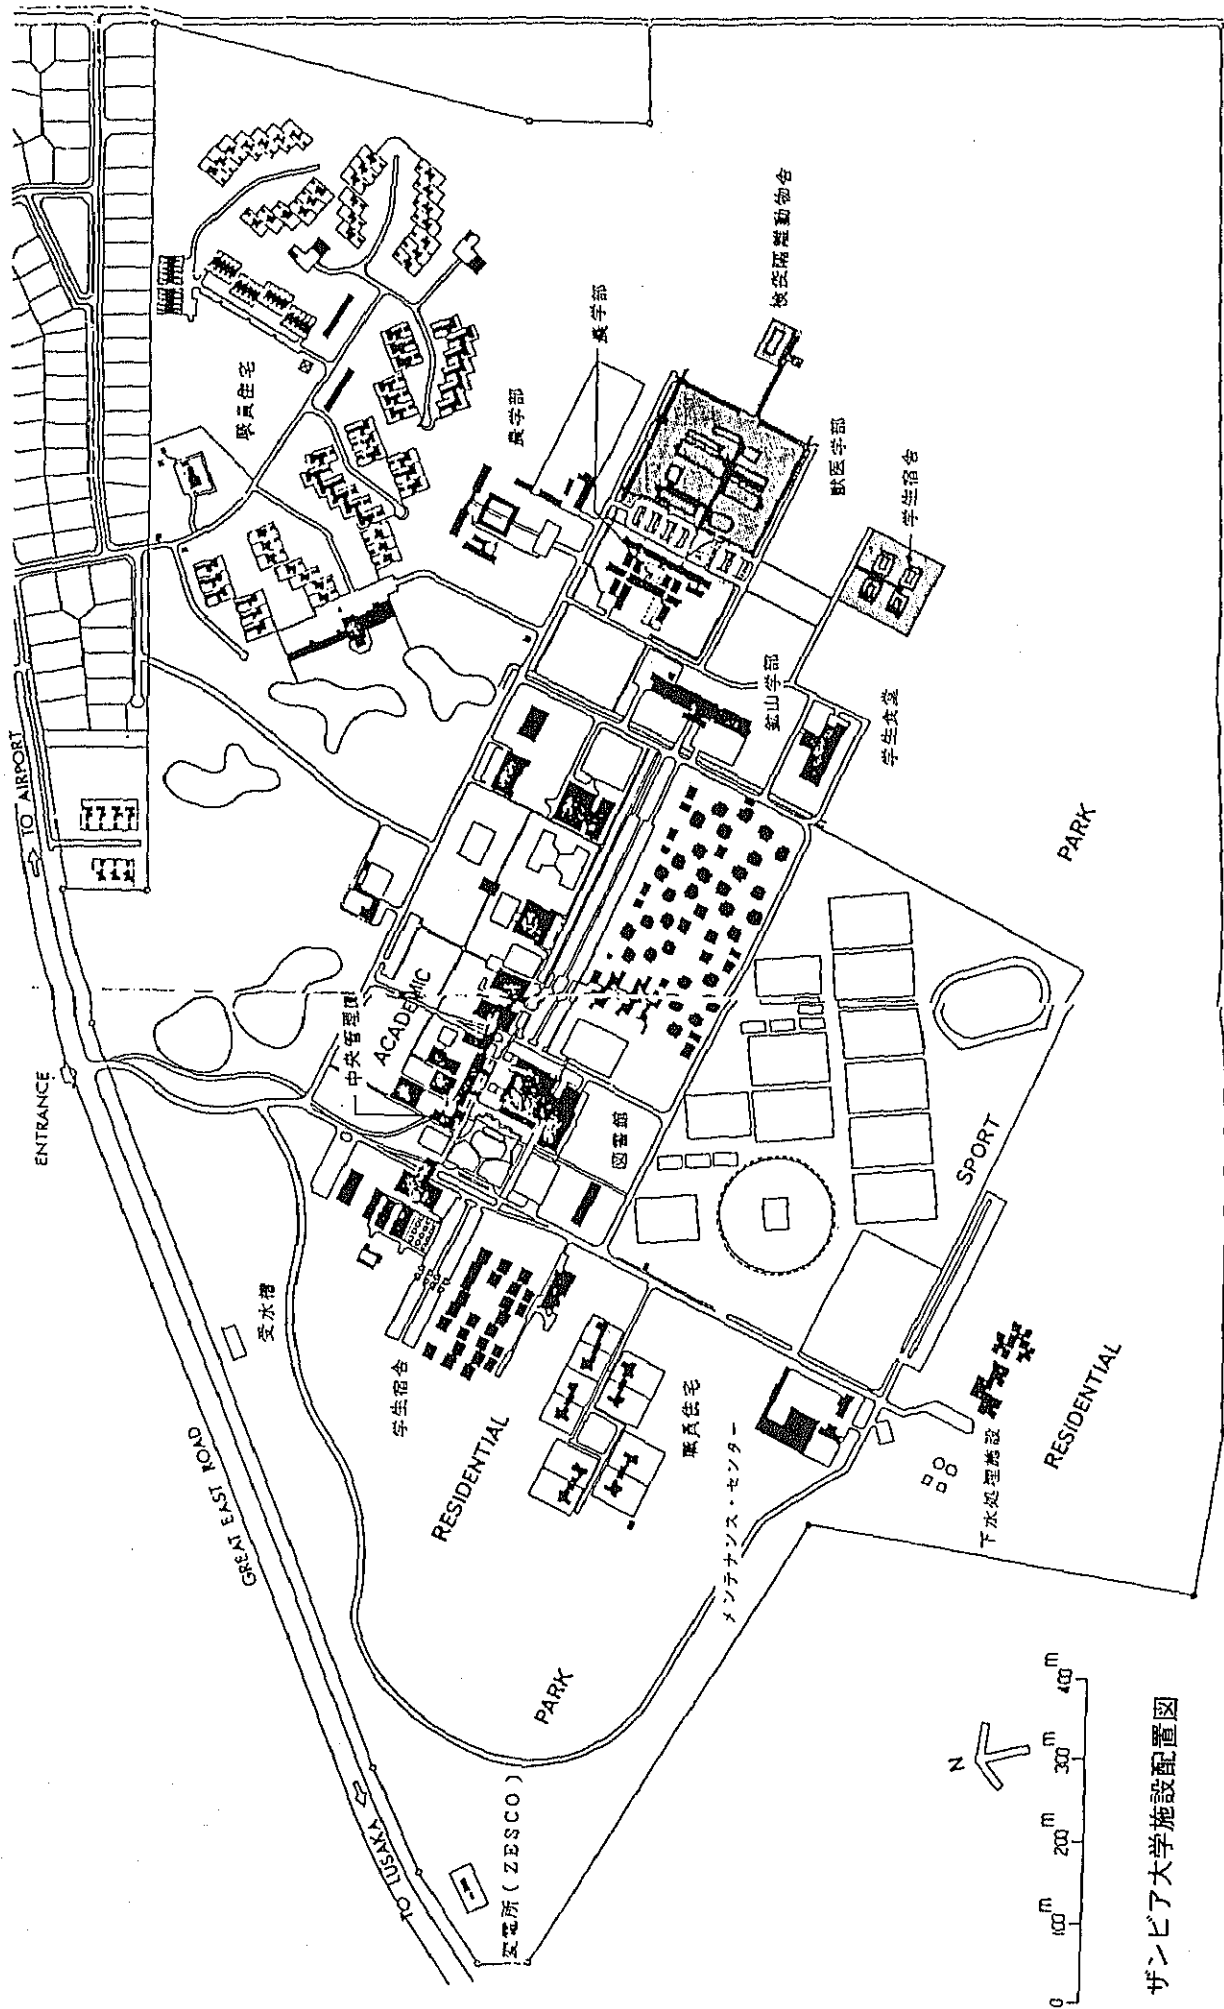 ザンビア大学施設配置図
0 100m 200m 300m 400m
N
変電所(ZESCO)
TO LUSAKA
GREAT EAST ROAD
PARK
受水槽
ENTRANCE
TO AIRPORT
RESIDENTIAL
学生宿舎
職員住宅
メンテナンス・センター
下水処理施設
RESIDENTIAL
SPORT
図書館
中央管理棟
ACADEMIC
PARK
学生食堂
鉱山学部
学生宿舎
獣医学部
農学部
農学部
職員住宅